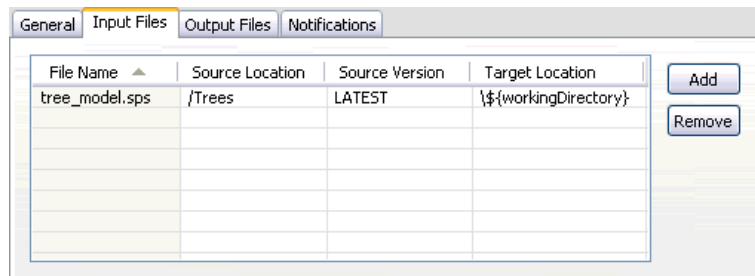 General Input Files Output Files Notifications
File Name Source Location Source Version Target Location
tree_model.sps /Trees LATEST \${workingDirectory}
Add
Remove